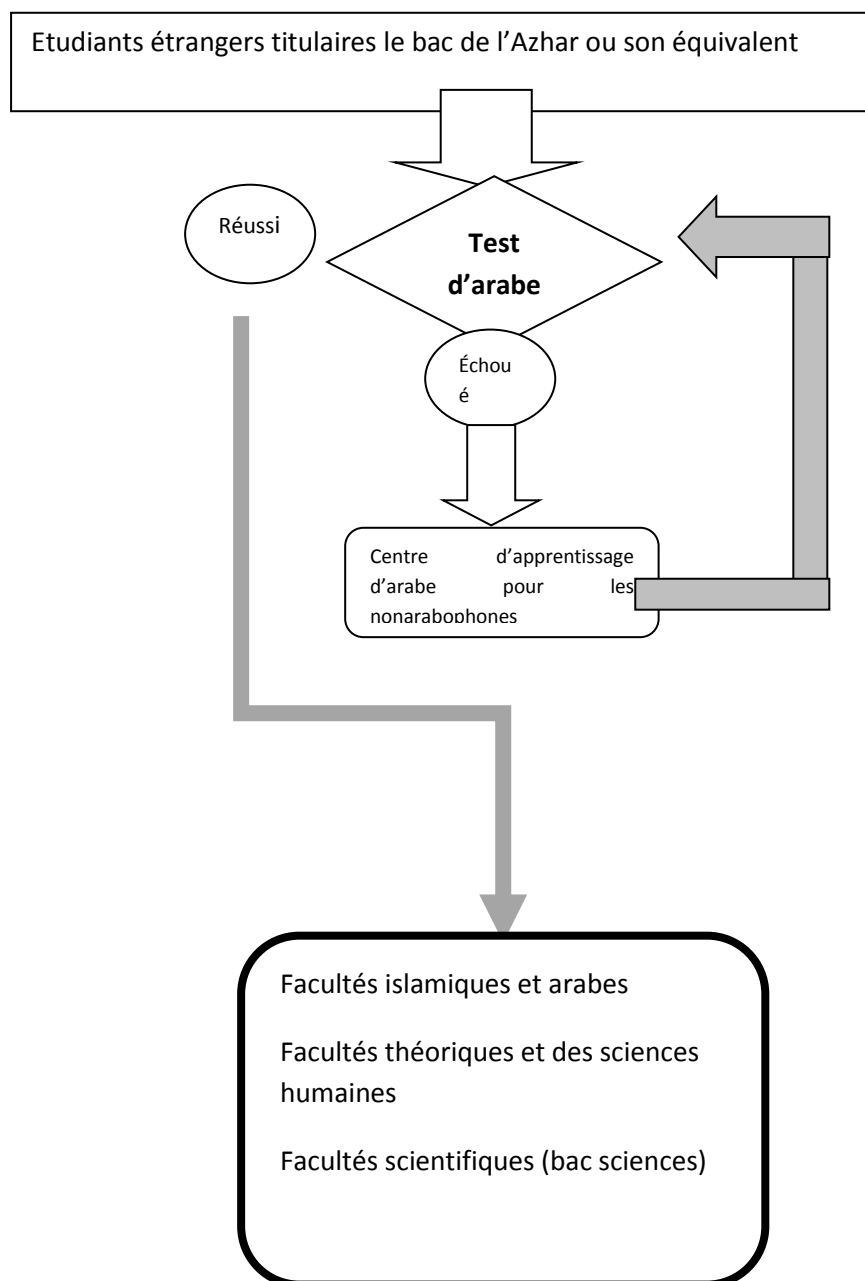 Etudiants étrangers titulaires le bac de l’Azhar ou son équivalent
Réussi
Test
d’arabe
Échou
é
Centre d’apprentissage
d’arabe pour les
nonarabophones
Facultés islamiques et arabes
Facultés théoriques et des sciences
humaines
Facultés scientifiques (bac sciences)